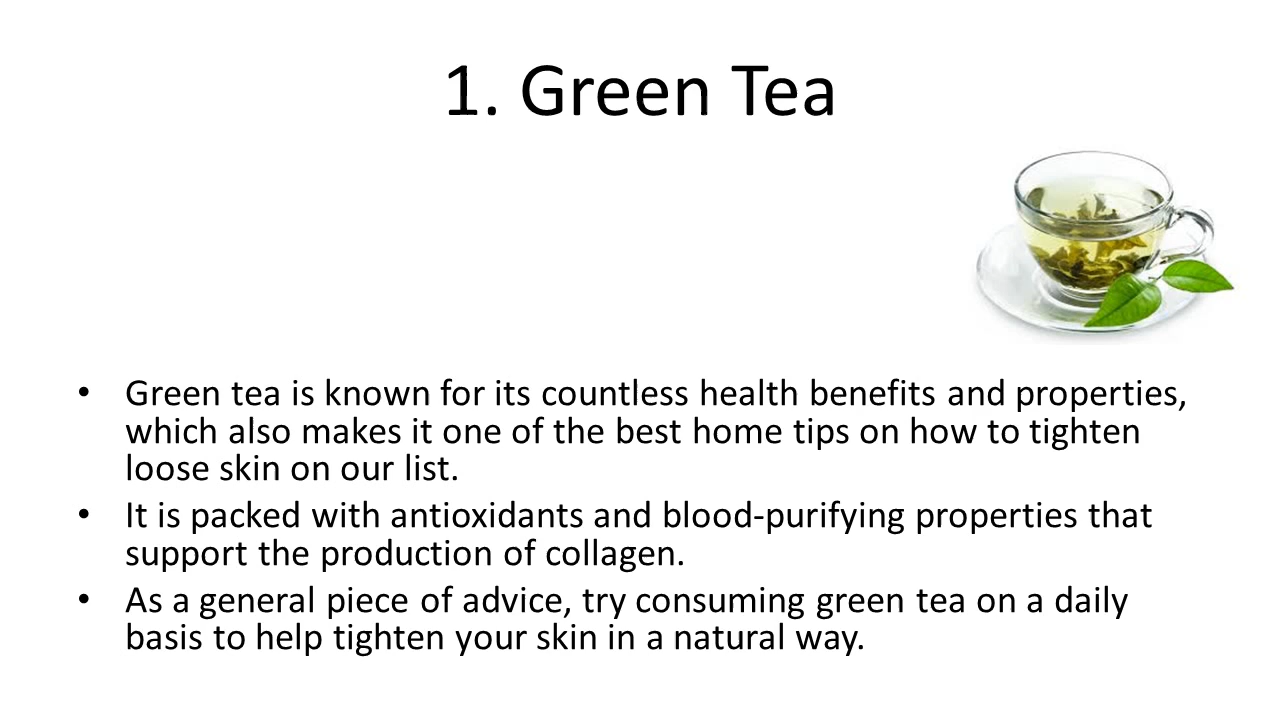 1. Green Tea
• Green tea is known for its countless health benefits and properties,
which also makes it one of the best home tips on how to tighten
loose skin on our list.
• It is packed with antioxidants and blood-purifying properties that
support the production of collagen.
• As a general piece of advice, try consuming green tea on a daily
basis to help tighten your skin in a natural way.